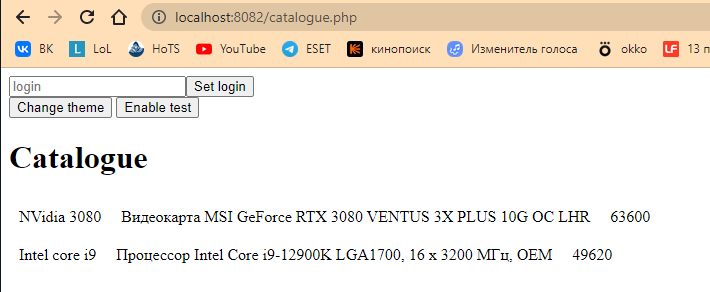 localhost:8082/catalogue.php
ВК LoL HoTS YouTube ESET кинопоиск Изменитель голоса okko 13 п
login Set login
Change theme Enable test
Catalogue
NVidia 3080 Видеокарта MSI GeForce RTX 3080 VENTUS 3X PLUS 10G OC LHR 63600
Intel core i9 Процессор Intel Core i9-12900K LGA1700, 16 x 3200 МГц, OEM 49620